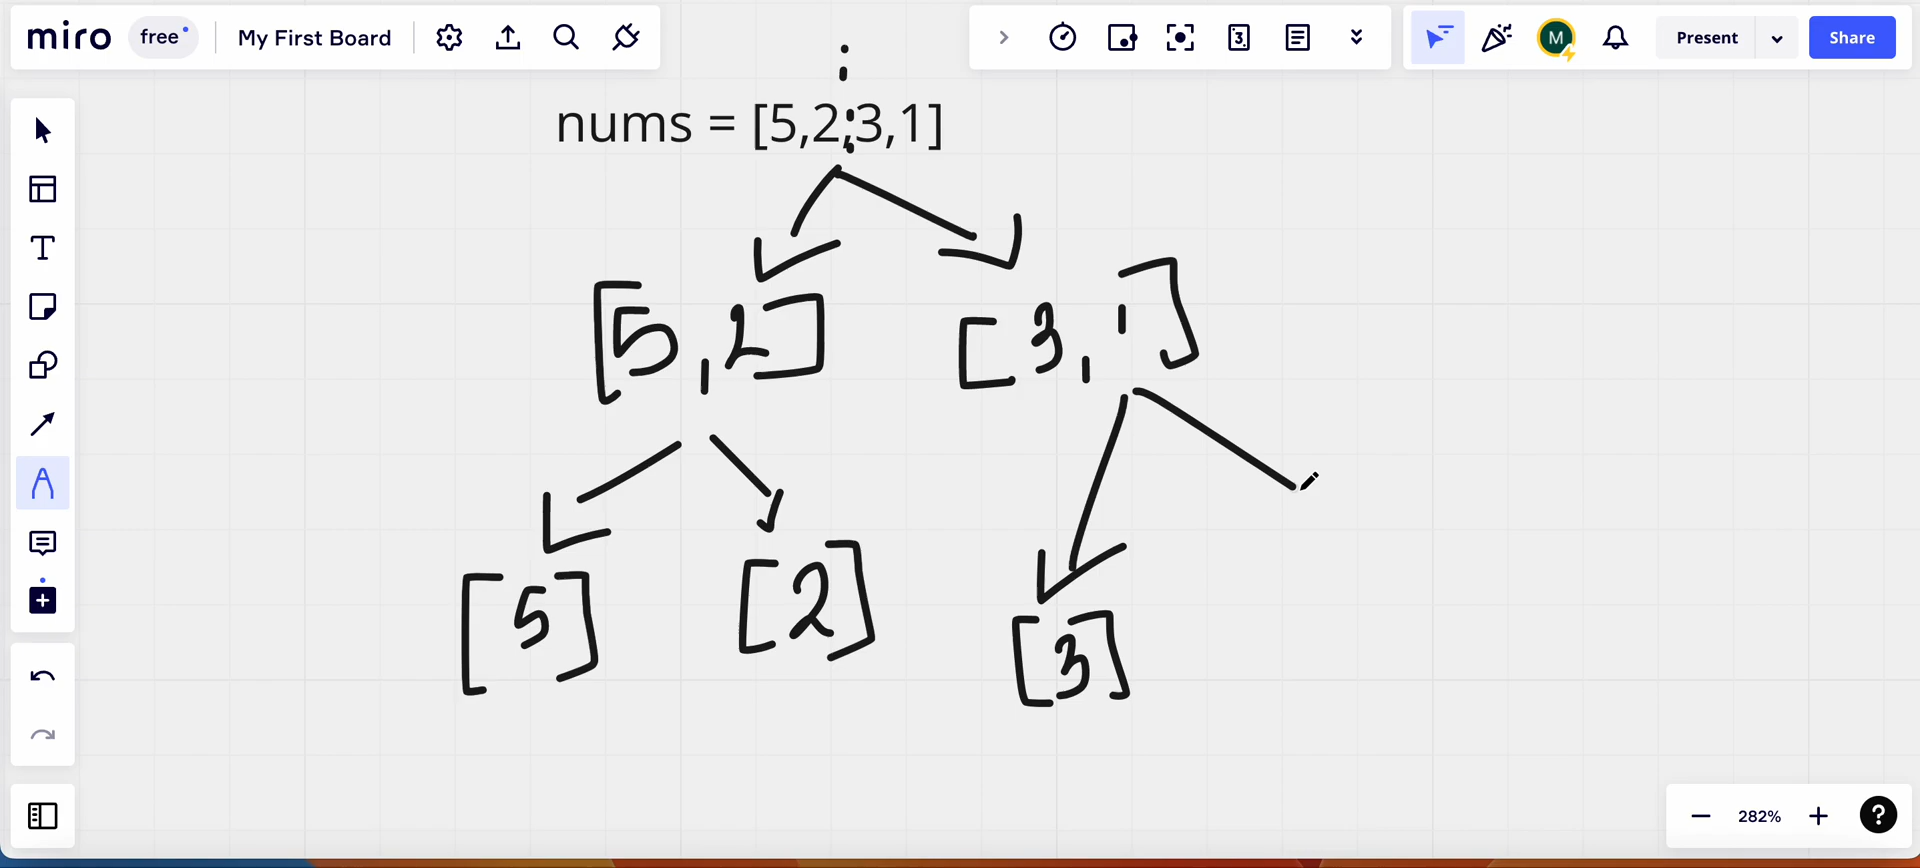 miro free My First Board Present Share
nums = [5,2,3,1]
[5,2] [3,1]
[5] [2] [3]
282%